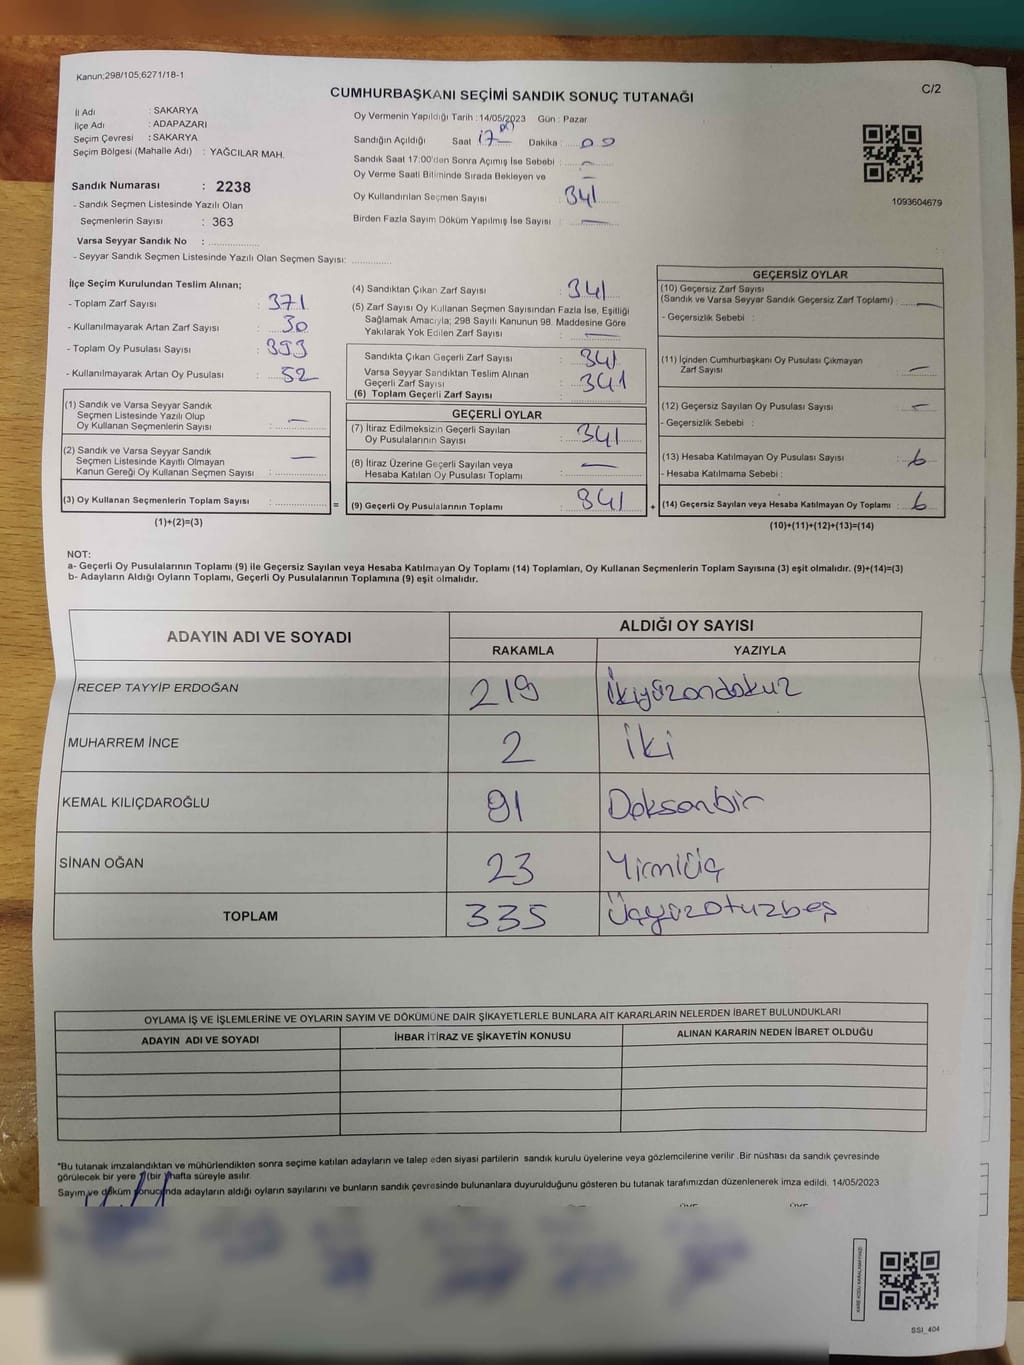 Kanun;298/105;6271/18-1
C/2
CUMHURBAŞKANI SEÇİMİ SANDIK SONUÇ TUTANAĞI
İl Adı : SAKARYA
İlçe Adı : ADAPAZARI
Seçim Çevresi : SAKARYA
Seçim Bölgesi (Mahalle Adı) : YAĞCILAR MAH.
Sandık Numarası : 2238
- Sandık Seçmen Listesinde Yazılı Olan
Seçmenlerin Sayısı : 363
Varsa Seyyar Sandık No : ....................
- Seyyar Sandık Seçmen Listesinde Yazılı Olan Seçmen Sayısı: ..............
Oy Vermenin Yapıldığı Tarih : 14/05/2023 Gün : Pazar
Sandığın Açıldığı Saat 17 Dakika : 00
Sandık Saat 17:00'den Sonra Açımış İse Sebebi : -
Oy Verme Saati Bitiminde Sırada Bekleyen ve -
Oy Kullandırılan Seçmen Sayısı 341
Birden Fazla Sayım Döküm Yapılmış İse Sayısı : —
1093604679
İlçe Seçim Kurulundan Teslim Alınan;
- Toplam Zarf Sayısı : 371
- Kullanılmayarak Artan Zarf Sayısı : 30
- Toplam Oy Pusulası Sayısı : 393
- Kullanılmayarak Artan Oy Pusulası : 52
(1) Sandık ve Varsa Seyyar Sandık
Seçmen Listesinde Yazılı Olup
Oy Kullanan Seçmenlerin Sayısı : —
(2) Sandık ve Varsa Seyyar Sandık
Seçmen Listesinde Kayıtlı Olmayan
Kanun Gereği Oy Kullanan Seçmen Sayısı : —
(3) Oy Kullanan Seçmenlerin Toplam Sayısı : .............. =
(1)+(2)=(3)
(4) Sandıktan Çıkan Zarf Sayısı : 341
(5) Zarf Sayısı Oy Kullanan Seçmen Sayısından Fazla İse, Eşitliği
Sağlamak Amacıyla; 298 Sayılı Kanunun 98. Maddesine Göre
Yakılarak Yok Edilen Zarf Sayısı : —
Sandıkta Çıkan Geçerli Zarf Sayısı : 341
Varsa Seyyar Sandıktan Teslim Alınan
Geçerli Zarf Sayısı : 341
(6) Toplam Geçerli Zarf Sayısı :
GEÇERLİ OYLAR
(7) İtiraz Edilmeksizin Geçerli Sayılan
Oy Pusulalarının Sayısı : 341
(8) İtiraz Üzerine Geçerli Sayılan veya
Hesaba Katılan Oy Pusulası Toplamı : —
(9) Geçerli Oy Pusulalarının Toplamı : 341 +
GEÇERSİZ OYLAR
(10) Geçersiz Zarf Sayısı
(Sandık ve Varsa Seyyar Sandık Geçersiz Zarf Toplamı) : —
- Geçersizlik Sebebi :
(11) İçinden Cumhurbaşkanı Oy Pusulası Çıkmayan
Zarf Sayısı : —
(12) Geçersiz Sayılan Oy Pusulası Sayısı : —
- Geçersizlik Sebebi :
(13) Hesaba Katılmayan Oy Pusulası Sayısı : 6
- Hesaba Katılmama Sebebi :
(14) Geçersiz Sayılan veya Hesaba Katılmayan Oy Toplamı : 6
(10)+(11)+(12)+(13)=(14)
NOT:
a- Geçerli Oy Pusulalarının Toplamı (9) ile Geçersiz Sayılan veya Hesaba Katılmayan Oy Toplamı (14) Toplamları, Oy Kullanan Seçmenlerin Toplam Sayısına (3) eşit olmalıdır. (9)+(14)=(3)
b- Adayların Aldığı Oyların Toplamı, Geçerli Oy Pusulalarının Toplamına (9) eşit olmalıdır.
ADAYIN ADI VE SOYADI ALDIĞI OY SAYISI
RAKAMLA YAZIYLA
RECEP TAYYİP ERDOĞAN 219 İkiyüzondokuz
MUHARREM İNCE 2 İki
KEMAL KILIÇDAROĞLU 91 Doksanbir
SİNAN OĞAN 23 Yirmiüç
TOPLAM 335 Üçyüzotuzbeş
OYLAMA İŞ VE İŞLEMLERİNE VE OYLARIN SAYIM VE DÖKÜMÜNE DAİR ŞİKAYETLERLE BUNLARA AİT KARARLARIN NELERDEN İBARET BULUNDUKLARI
ADAYIN ADI VE SOYADI İHBAR İTİRAZ VE ŞİKAYETİN KONUSU ALINAN KARARIN NEDEN İBARET OLDUĞU
*Bu tutanak imzalandıktan ve mühürlendikten sonra seçime katılan adayların ve talep eden siyasi partilerin sandık kurulu üyelerine veya gözlemcilerine verilir .Bir nüshası da sandık çevresinde
görülecek bir yere (bir) hafta süreyle asılır.
Sayım ve döküm sonucunda adayların aldığı oyların sayılarını ve bunların sandık çevresinde bulunanlara duyurulduğunu gösteren bu tutanak tarafımızdan düzenlenerek imza edildi. 14/05/2023
KARE KODU KARALAMAYINIZ!
SSI_404